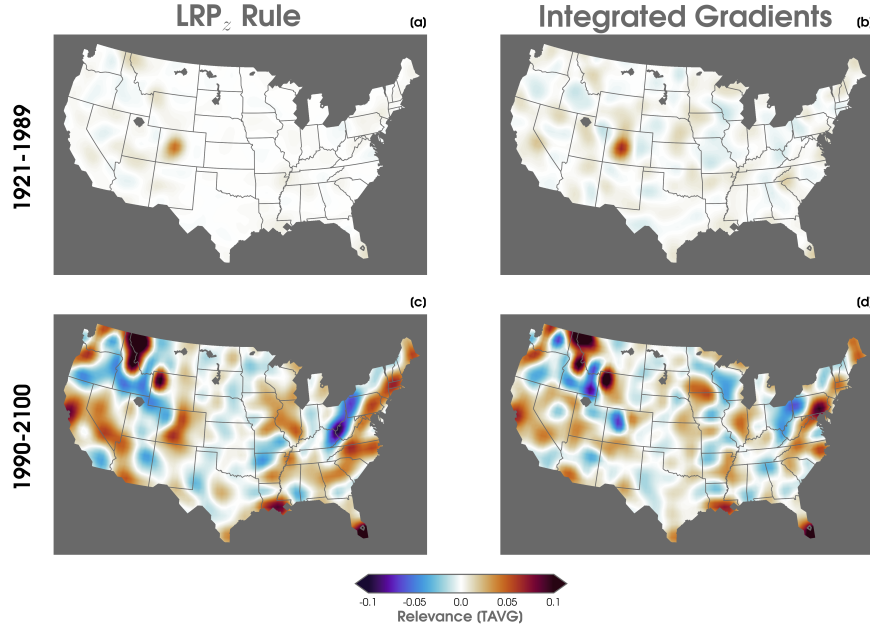 LRPz Rule
(a)
Integrated Gradients
(b)
1921-1989
(c)
(d)
1990-2100
-0.1 -0.05 0.0 0.05 0.1
Relevance (TAVG)